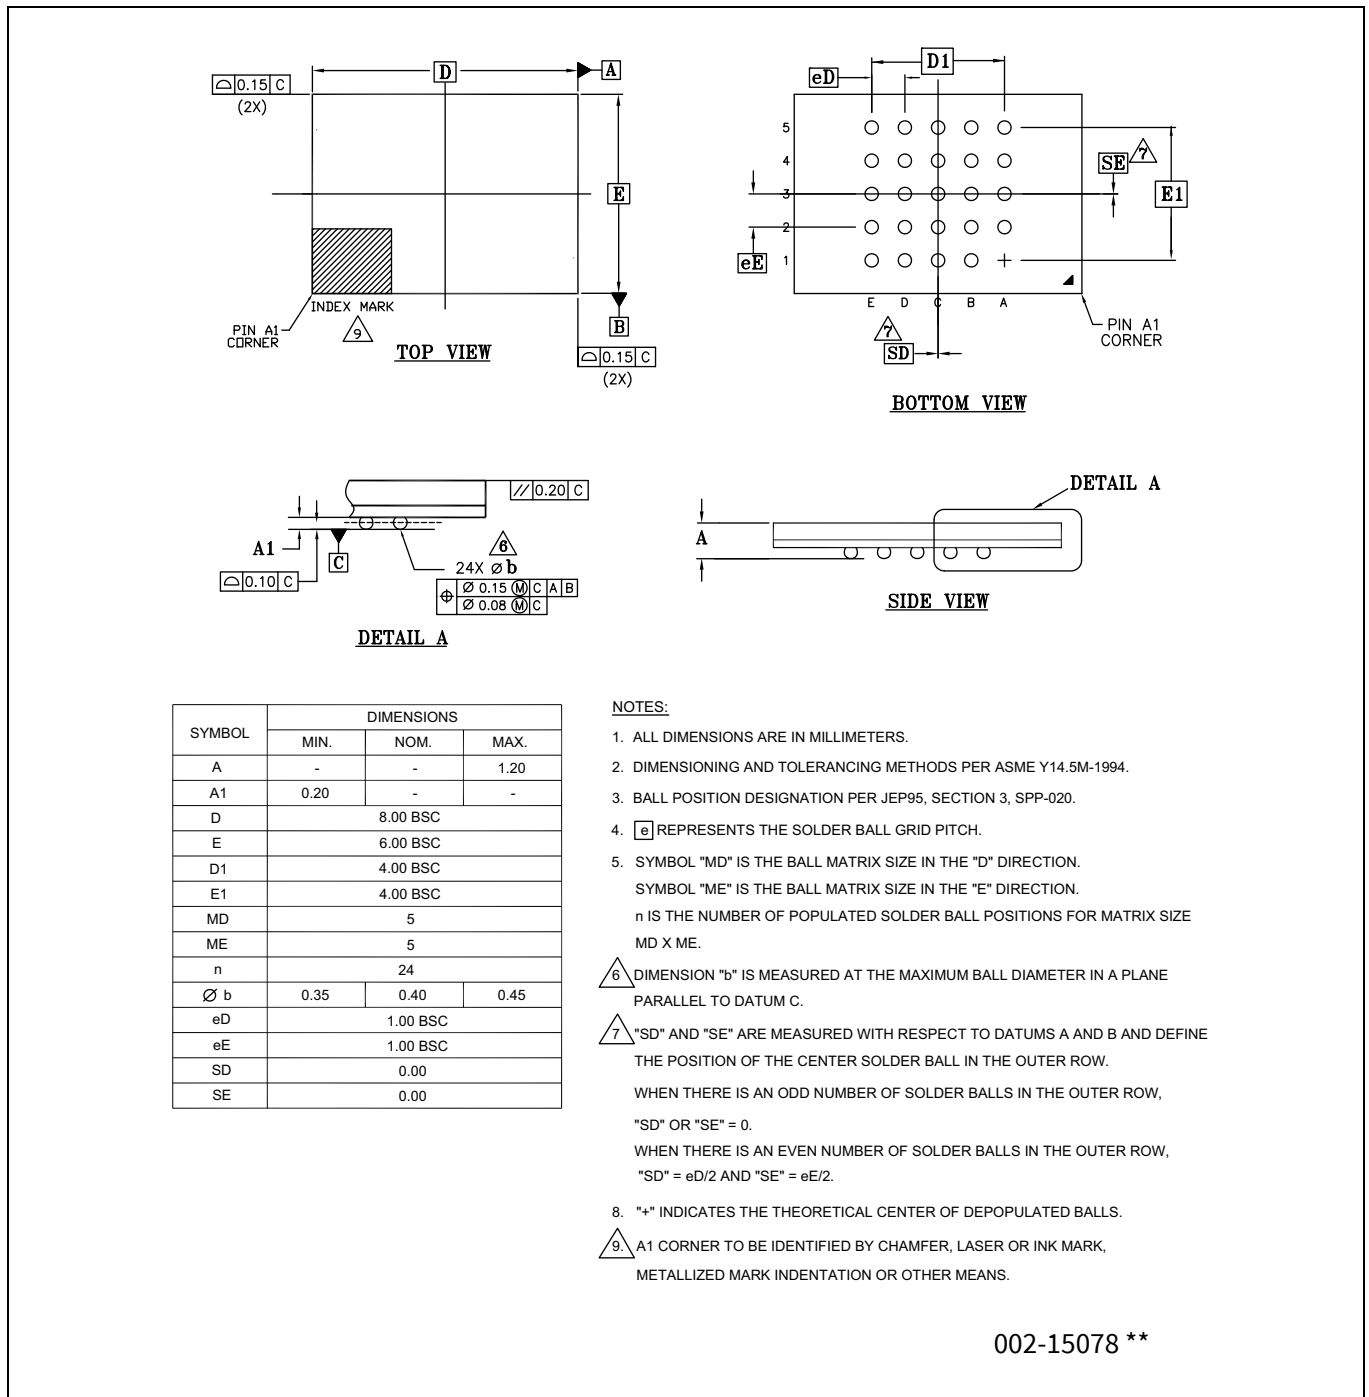 D
A
0.15 C
(2X)
E
INDEX MARK
9
PIN A1
CORNER
B
TOP VIEW
0.15 C
(2X)
D1
eD
5
4
3
2
1
SE
7
E1
eE
E D C B A
7
SD
PIN A1
CORNER
BOTTOM VIEW
// 0.20 C
A1
C
0.10 C
6
24X Ø b
⌖ Ø 0.15 Ⓜ C A B
Ø 0.08 Ⓜ C
DETAIL A
DETAIL A
A
SIDE VIEW
SYMBOL DIMENSIONS
MIN. NOM. MAX.
A - - 1.20
A1 0.20 - -
D 8.00 BSC
E 6.00 BSC
D1 4.00 BSC
E1 4.00 BSC
MD 5
ME 5
n 24
Ø b 0.35 0.40 0.45
eD 1.00 BSC
eE 1.00 BSC
SD 0.00
SE 0.00
NOTES:
1. ALL DIMENSIONS ARE IN MILLIMETERS.
2. DIMENSIONING AND TOLERANCING METHODS PER ASME Y14.5M-1994.
3. BALL POSITION DESIGNATION PER JEP95, SECTION 3, SPP-020.
4. e REPRESENTS THE SOLDER BALL GRID PITCH.
5. SYMBOL "MD" IS THE BALL MATRIX SIZE IN THE "D" DIRECTION.
SYMBOL "ME" IS THE BALL MATRIX SIZE IN THE "E" DIRECTION.
n IS THE NUMBER OF POPULATED SOLDER BALL POSITIONS FOR MATRIX SIZE
MD X ME.
6 DIMENSION "b" IS MEASURED AT THE MAXIMUM BALL DIAMETER IN A PLANE
PARALLEL TO DATUM C.
7 "SD" AND "SE" ARE MEASURED WITH RESPECT TO DATUMS A AND B AND DEFINE
THE POSITION OF THE CENTER SOLDER BALL IN THE OUTER ROW.
WHEN THERE IS AN ODD NUMBER OF SOLDER BALLS IN THE OUTER ROW,
"SD" OR "SE" = 0.
WHEN THERE IS AN EVEN NUMBER OF SOLDER BALLS IN THE OUTER ROW,
"SD" = eD/2 AND "SE" = eE/2.
8. "+" INDICATES THE THEORETICAL CENTER OF DEPOPULATED BALLS.
9. A1 CORNER TO BE IDENTIFIED BY CHAMFER, LASER OR INK MARK,
METALLIZED MARK INDENTATION OR OTHER MEANS.
002-15078 **